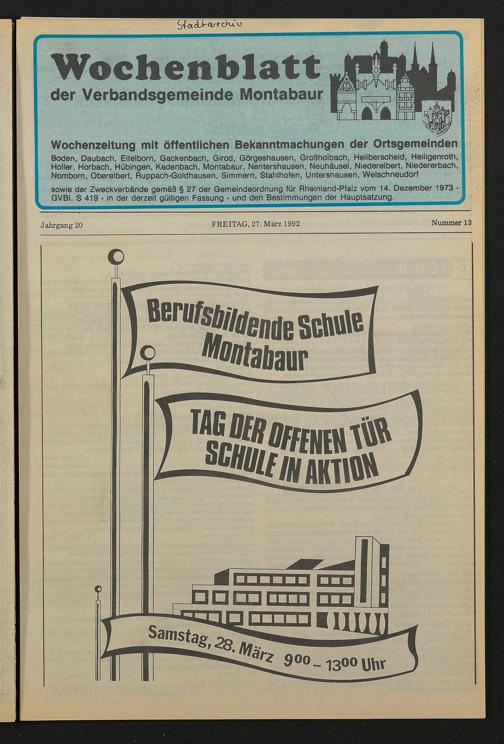 Stadtarchiv
Wochenblatt
der Verbandsgemeinde Montabaur
Wochenzeitung mit öffentlichen Bekanntmachungen der Ortsgemeinden
Boden, Daubach, Eitelborn, Gackenbach, Girod, Görgeshausen, Großholbach, Heilberscheid, Heiligenroth,
Holler, Horbach, Hübingen, Kadenbach, Montabaur, Nentershausen, Neuhäusel, Niederelbert, Niedererbach,
Nomborn, Oberelbert, Ruppach-Goldhausen, Simmern, Stahlhofen, Untershausen, Welschneudorf
sowie der Zweckverbände gemäß § 27 der Gemeindeordnung für Rheinland-Pfalz vom 14. Dezember 1973 -
GVBl. S 419 - in der derzeit gültigen Fassung - und den Bestimmungen der Hauptsatzung.
Jahrgang 20 FREITAG, 27. März 1992 Nummer 13
Berufsbildende Schule
Montabaur
TAG DER OFFENEN TÜR
SCHULE IN AKTION
Samstag, 28. März 9⁰⁰ – 13⁰⁰ Uhr